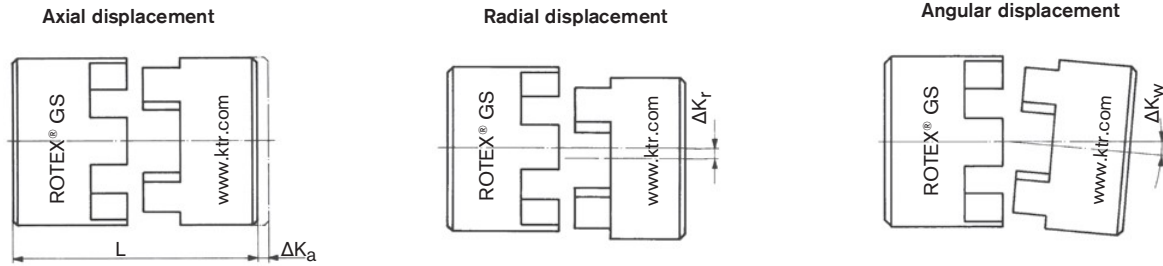 Axial displacement
ROTEX® GS
www.ktr.com
L
ΔKa
Radial displacement
ROTEX® GS
www.ktr.com
ΔKr
Angular displacement
ROTEX® GS
www.ktr.com
ΔKw